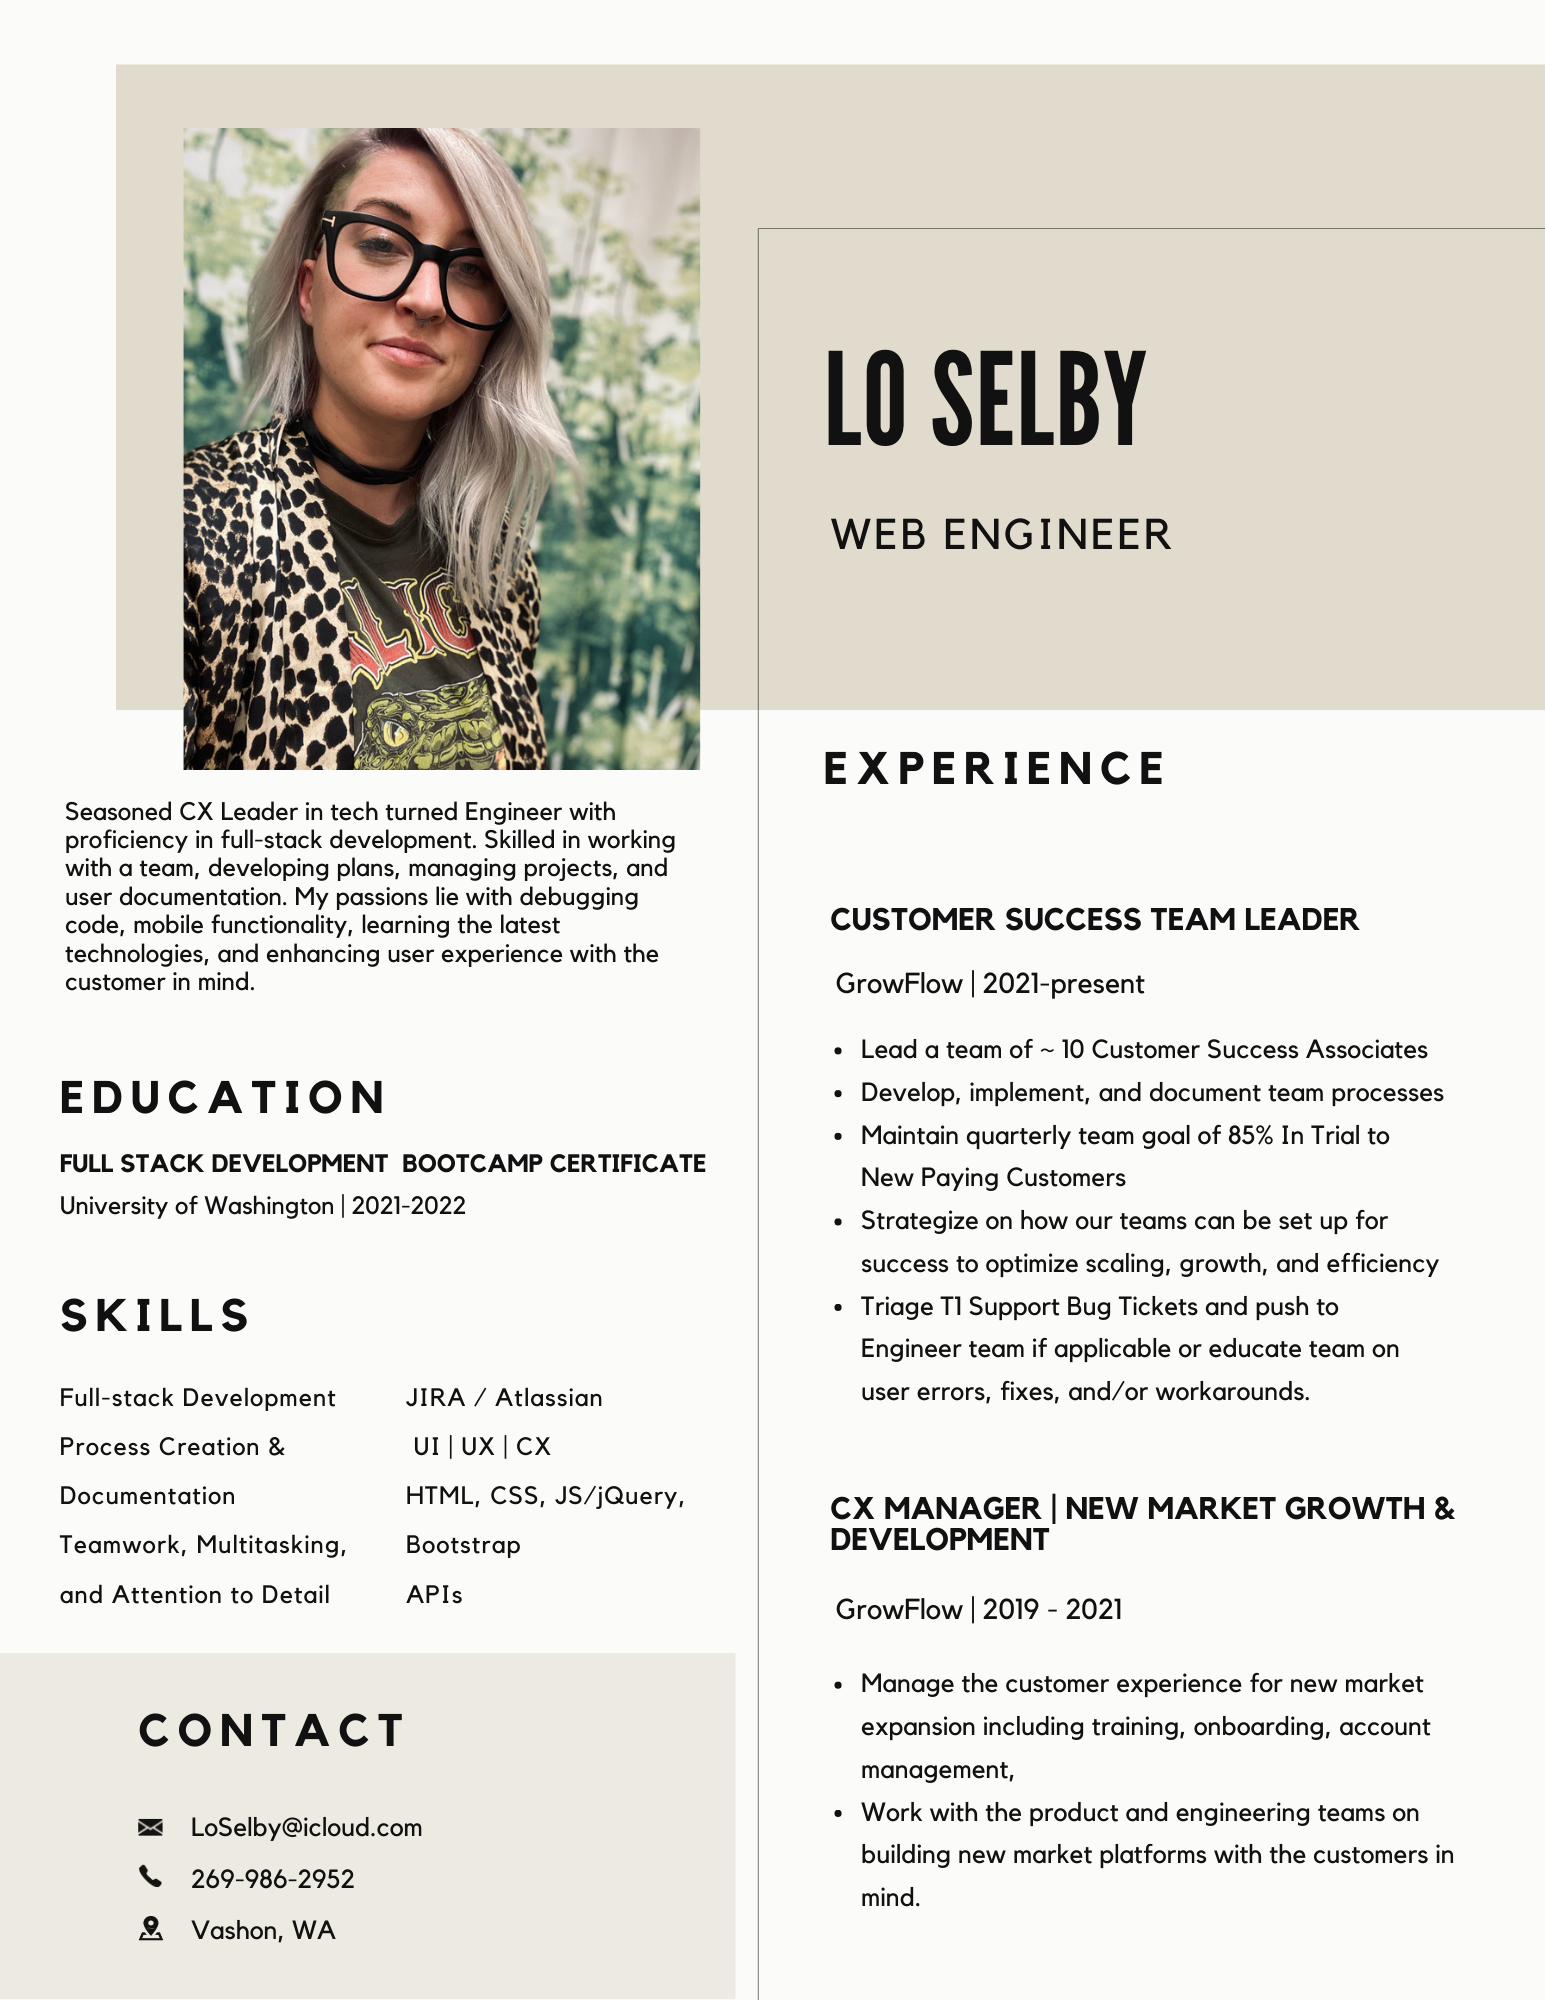 LO SELBY
WEB ENGINEER
Seasoned CX Leader in tech turned Engineer with
proficiency in full-stack development. Skilled in working
with a team, developing plans, managing projects, and
user documentation. My passions lie with debugging
code, mobile functionality, learning the latest
technologies, and enhancing user experience with the
customer in mind.
EDUCATION
FULL STACK DEVELOPMENT BOOTCAMP CERTIFICATE
University of Washington | 2021-2022
SKILLS
Full-stack Development
Process Creation &
Documentation
Teamwork, Multitasking,
and Attention to Detail
JIRA / Atlassian
UI | UX | CX
HTML, CSS, JS/jQuery,
Bootstrap
APIs
CONTACT
LoSelby@icloud.com
269-986-2952
Vashon, WA
EXPERIENCE
CUSTOMER SUCCESS TEAM LEADER
GrowFlow | 2021-present
• Lead a team of ~ 10 Customer Success Associates
• Develop, implement, and document team processes
• Maintain quarterly team goal of 85% In Trial to
New Paying Customers
• Strategize on how our teams can be set up for
success to optimize scaling, growth, and efficiency
• Triage T1 Support Bug Tickets and push to
Engineer team if applicable or educate team on
user errors, fixes, and/or workarounds.
CX MANAGER | NEW MARKET GROWTH &
DEVELOPMENT
GrowFlow | 2019 - 2021
• Manage the customer experience for new market
expansion including training, onboarding, account
management,
• Work with the product and engineering teams on
building new market platforms with the customers in
mind.